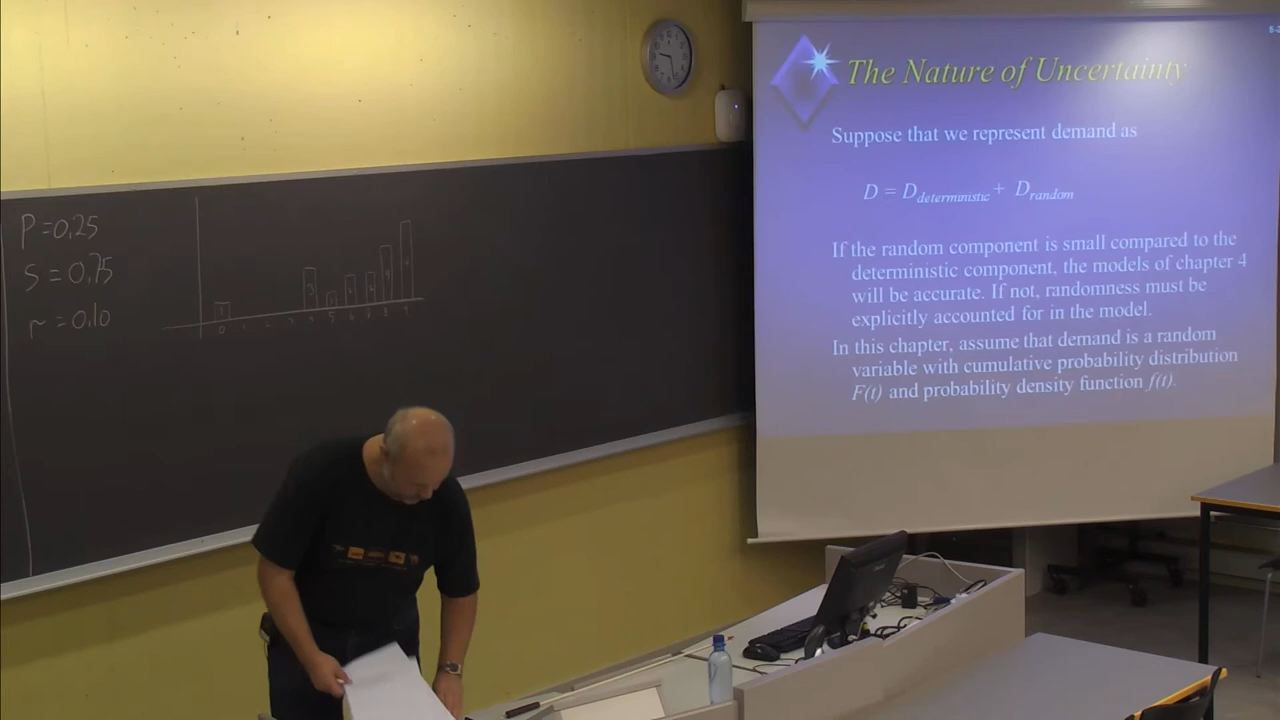 P=0,25
S=0,75
r=0,10
The Nature of Uncertainty
Suppose that we represent demand as
D = Ddeterministic + Drandom
If the random component is small compared to the
deterministic component, the models of chapter 4
will be accurate. If not, randomness must be
explicitly accounted for in the model.
In this chapter, assume that demand is a random
variable with cumulative probability distribution
F(t) and probability density function f(t).